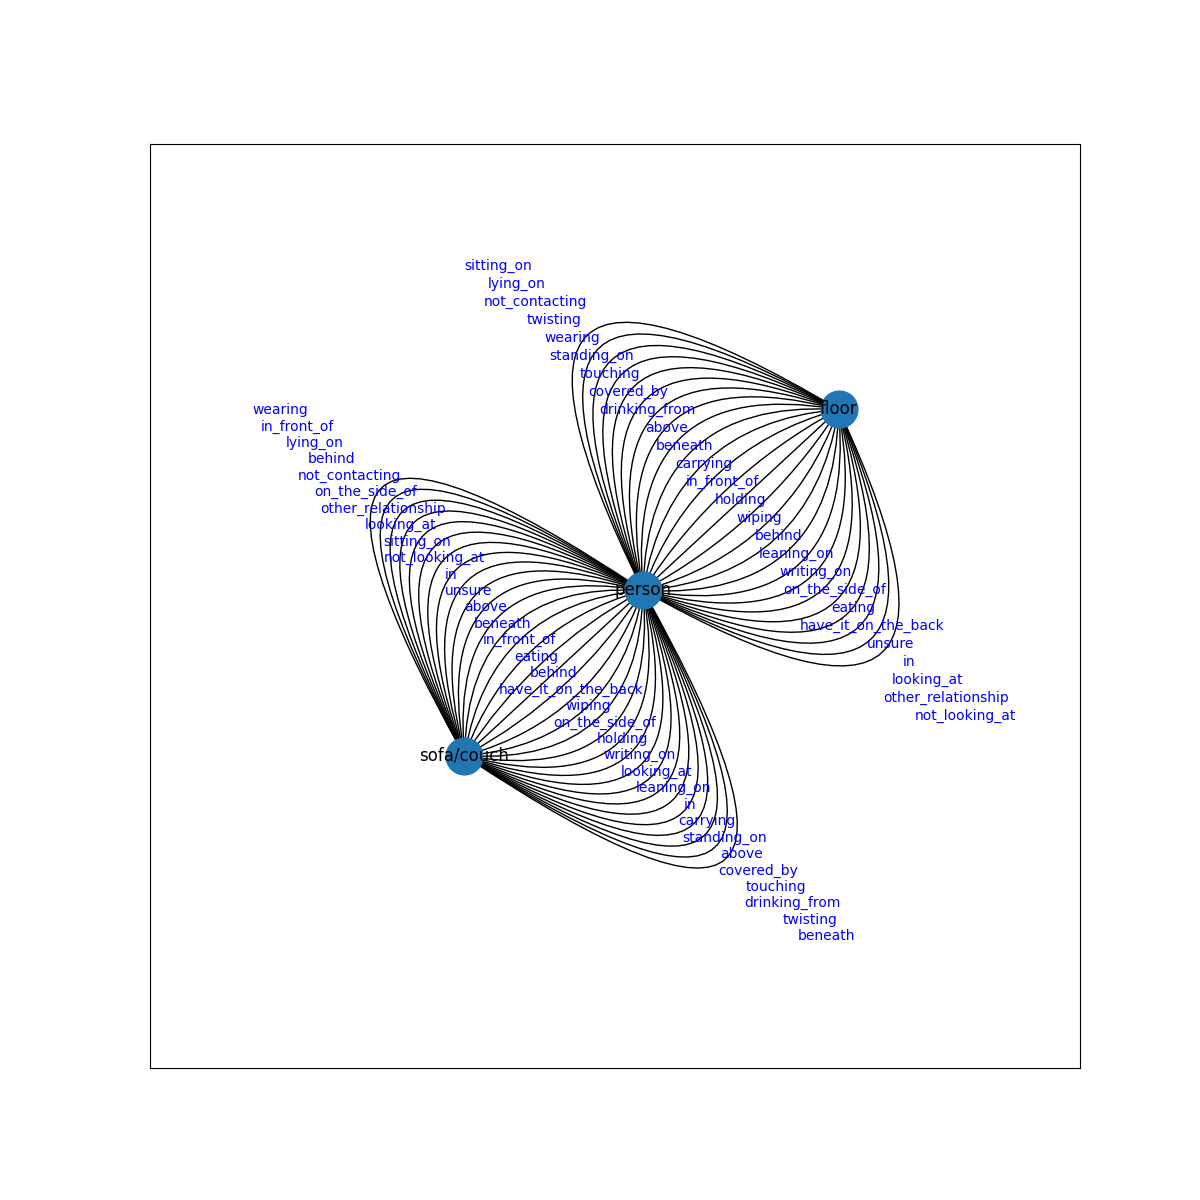 sitting_on
lying_on
not_contacting
twisting
wearing
standing_on
touching
covered_by
drinking_from
above
beneath
carrying
in_front_of
holding
wiping
behind
leaning_on
writing_on
on_the_side_of
eating
have_it_on_the_back
unsure
in
looking_at
other_relationship
not_looking_at
floor
person
wearing
in_front_of
lying_on
behind
not_contacting
on_the_side_of
other_relationship
looking_at
sitting_on
not_looking_at
in
unsure
above
beneath
in_front_of
eating
behind
have_it_on_the_back
wiping
on_the_side_of
holding
writing_on
looking_at
leaning_on
in
carrying
standing_on
above
covered_by
touching
drinking_from
twisting
beneath
sofa/couch